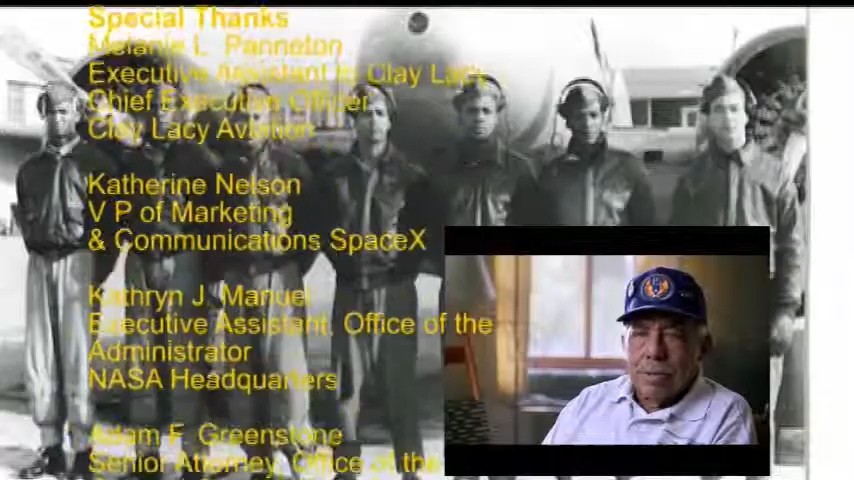 Special Thanks
Melanie L. Panneton
Executive Assistant to Clay Lacy
Chief Executive Officer
Clay Lacy Aviation
Katherine Nelson
V P of Marketing
& Communications SpaceX
Kathryn J. Manuel
Executive Assistant, Office of the
Administrator
NASA Headquarters
Adam F. Greenstone
Senior Attorney, Office of the